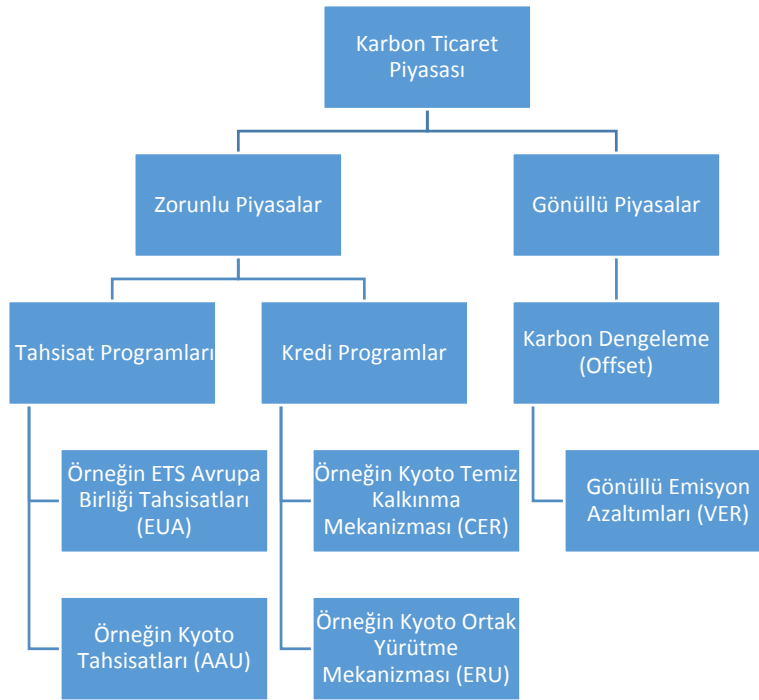 Karbon Ticaret
Piyasası
Zorunlu Piyasalar
Gönüllü Piyasalar
Tahsisat Programları
Kredi Programlar
Karbon Dengeleme
(Offset)
Örneğin ETS Avrupa
Birliği Tahsisatları
(EUA)
Örneğin Kyoto Temiz
Kalkınma
Mekanizması (CER)
Gönüllü Emisyon
Azaltımları (VER)
Örneğin Kyoto
Tahsisatları (AAU)
Örneğin Kyoto Ortak
Yürütme
Mekanizması (ERU)